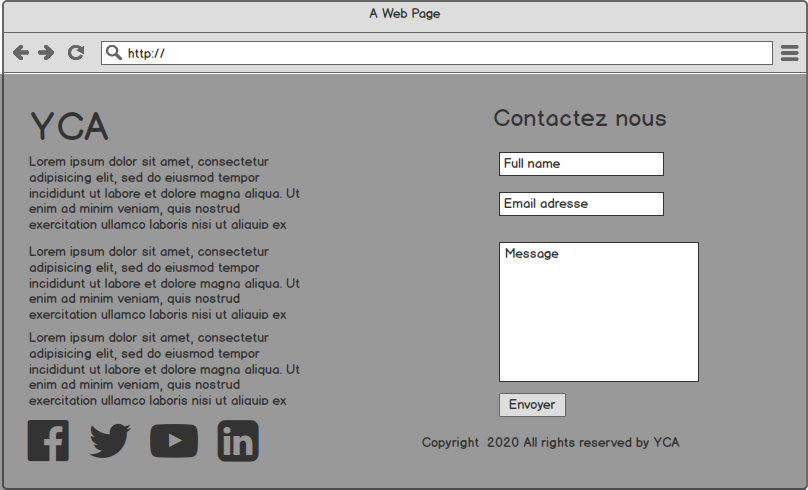 A Web Page
http://
YCA
Lorem ipsum dolor sit amet, consectetur
adipisicing elit, sed do eiusmod tempor
incididunt ut labore et dolore magna aliqua. Ut
enim ad minim veniam, quis nostrud
exercitation ullamco laboris nisi ut aliquip ex
Lorem ipsum dolor sit amet, consectetur
adipisicing elit, sed do eiusmod tempor
incididunt ut labore et dolore magna aliqua. Ut
enim ad minim veniam, quis nostrud
exercitation ullamco laboris nisi ut aliquip ex
Lorem ipsum dolor sit amet, consectetur
adipisicing elit, sed do eiusmod tempor
incididunt ut labore et dolore magna aliqua. Ut
enim ad minim veniam, quis nostrud
exercitation ullamco laboris nisi ut aliquip ex
in
Contactez nous
Full name
Email adresse
Message
Envoyer
Copyright 2020 All rights reserved by YCA